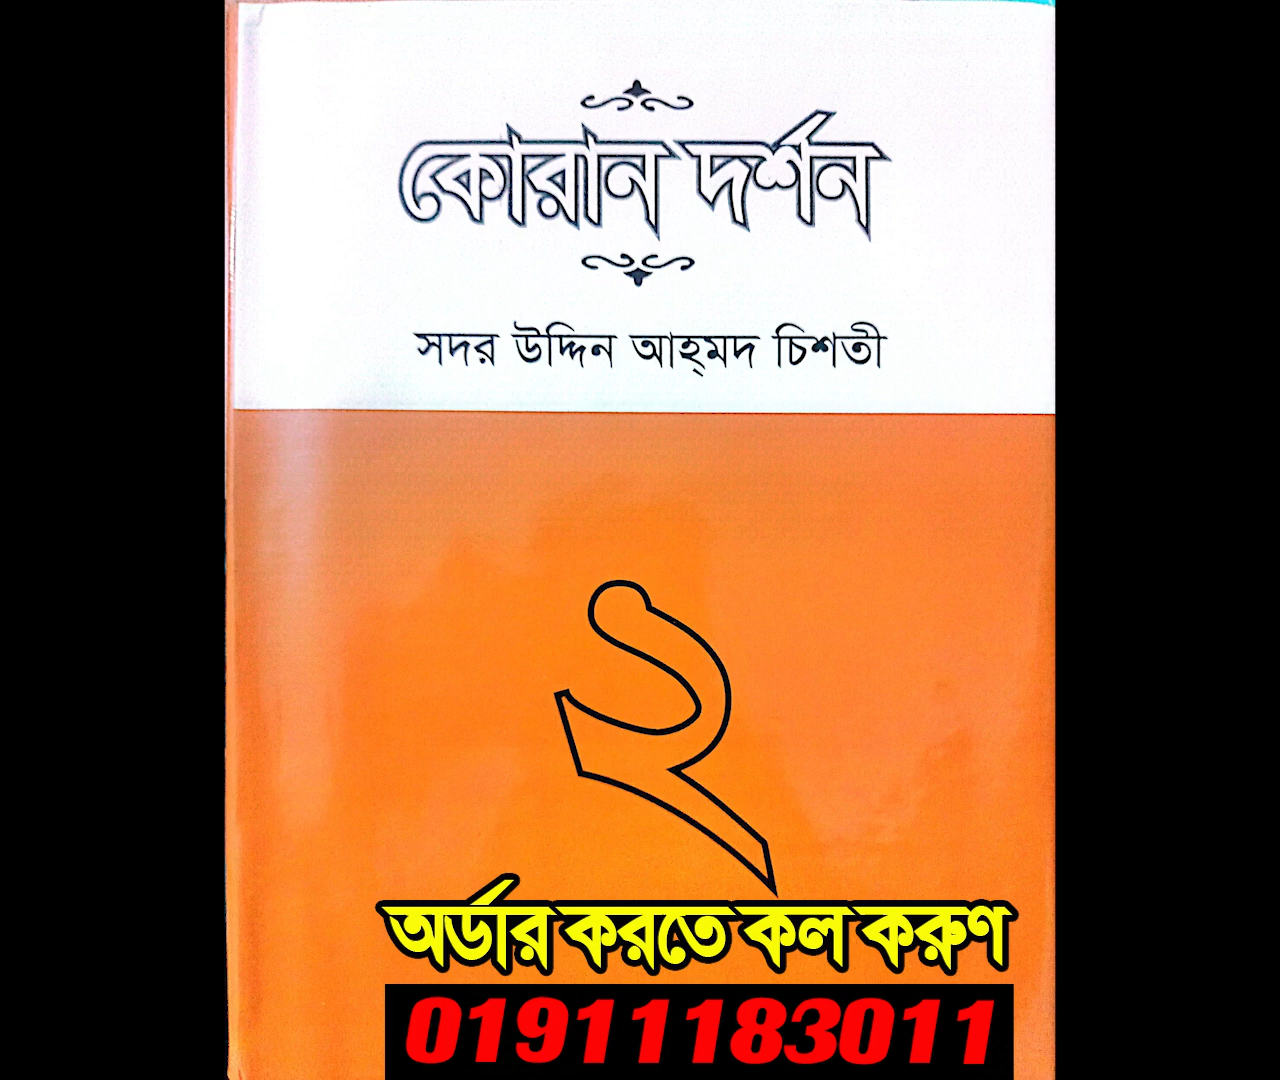 কোরান দর্শন
সদর উদ্দিন আহ্‌মদ চিশতী
২
অর্ডার করতে কল করুণ
01911183011